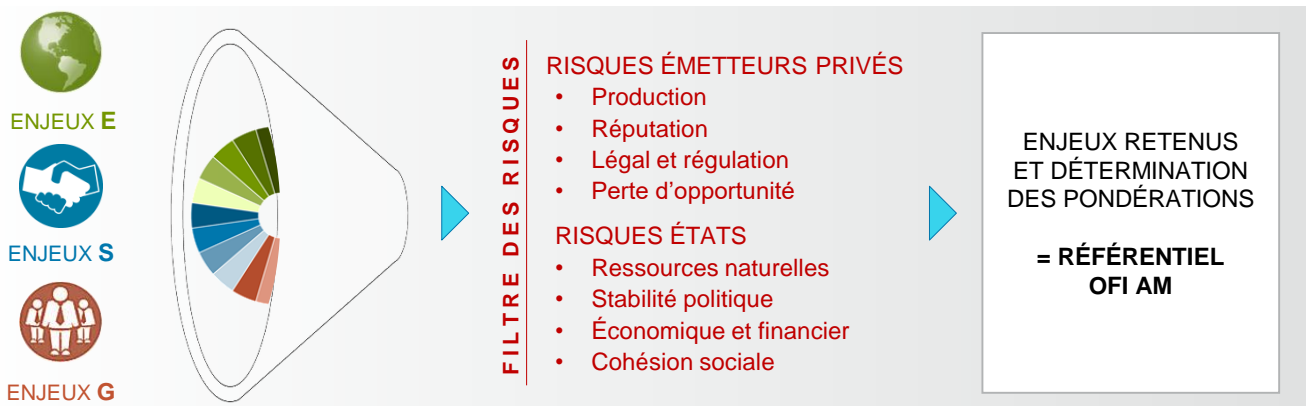 ENJEUX E
ENJEUX S
ENJEUX G
FILTRE DES RISQUES
RISQUES ÉMETTEURS PRIVÉS
• Production
• Réputation
• Légal et régulation
• Perte d'opportunité
RISQUES ÉTATS
• Ressources naturelles
• Stabilité politique
• Économique et financier
• Cohésion sociale
ENJEUX RETENUS
ET DÉTERMINATION
DES PONDÉRATIONS
= RÉFÉRENTIEL
OFI AM